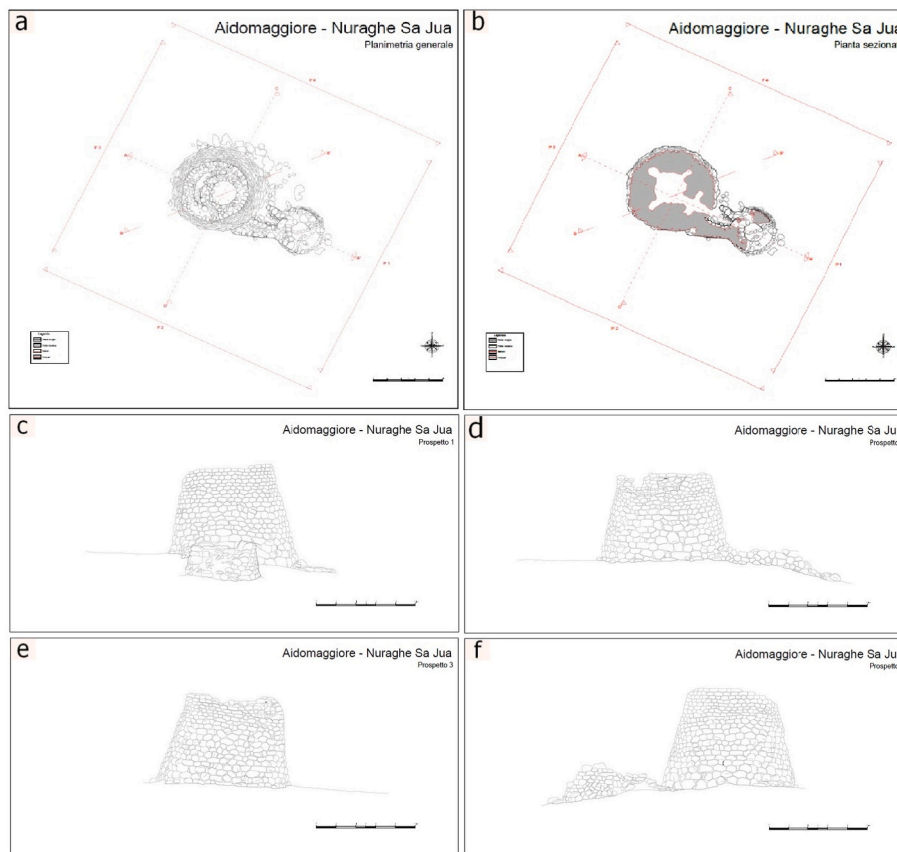 a
Aidomaggiore - Nuraghe Sa Jua
Planimetria generale
b
Aidomaggiore - Nuraghe Sa Jua
Pianta sezionat
c
Aidomaggiore - Nuraghe Sa Jua
Prospetto 1
d
Aidomaggiore - Nuraghe Sa Ju
Prospetto
e
Aidomaggiore - Nuraghe Sa Jua
Prospetto 3
f
Aidomaggiore - Nuraghe Sa Ju
Prospetto